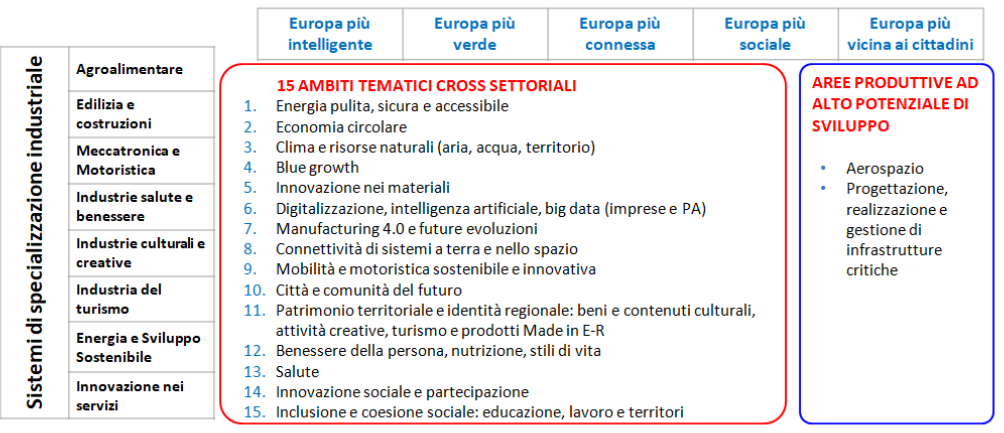 Europa più
intelligente
Europa più
verde
Europa più
connessa
Europa più
sociale
Europa più
vicina ai cittadini
Sistemi di specializzazione industriale
Agroalimentare
Edilizia e
costruzioni
Meccatronica e
Motoristica
Industrie salute e
benessere
Industrie culturali e
creative
Industria del
turismo
Energia e Sviluppo
Sostenibile
Innovazione nei
servizi
15 AMBITI TEMATICI CROSS SETTORIALI
1. Energia pulita, sicura e accessibile
2. Economia circolare
3. Clima e risorse naturali (aria, acqua, territorio)
4. Blue growth
5. Innovazione nei materiali
6. Digitalizzazione, intelligenza artificiale, big data (imprese e PA)
7. Manufacturing 4.0 e future evoluzioni
8. Connettività di sistemi a terra e nello spazio
9. Mobilità e motoristica sostenibile e innovativa
10. Città e comunità del futuro
11. Patrimonio territoriale e identità regionale: beni e contenuti culturali,
attività creative, turismo e prodotti Made in E-R
12. Benessere della persona, nutrizione, stili di vita
13. Salute
14. Innovazione sociale e partecipazione
15. Inclusione e coesione sociale: educazione, lavoro e territori
AREE PRODUTTIVE AD
ALTO POTENZIALE DI
SVILUPPO
• Aerospazio
• Progettazione,
realizzazione e
gestione di
infrastrutture
critiche